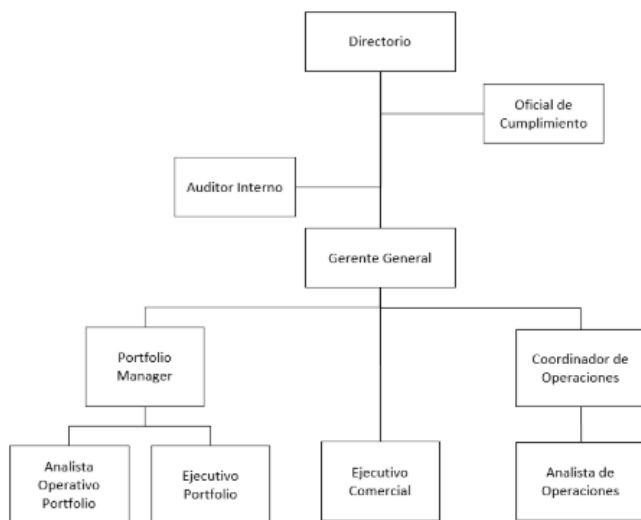 Directorio
Oficial de
Cumplimiento
Auditor Interno
Gerente General
Portfolio
Manager
Coordinador de
Operaciones
Analista
Operativo
Portfolio
Ejecutivo
Portfolio
Ejecutivo
Comercial
Analista de
Operaciones